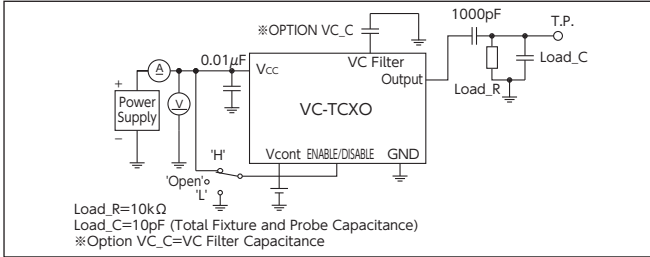 1000pF
T.P.
※OPTION VC_C
0.01μF
A
Vcc
VC Filter
Output
Load_C
Load_R
+
Power
Supply
−
V
VC-TCXO
'H'
Vcont ENABLE/DISABLE GND
'Open'
'L'
Load_R=10kΩ
Load_C=10pF (Total Fixture and Probe Capacitance)
※Option VC_C=VC Filter Capacitance